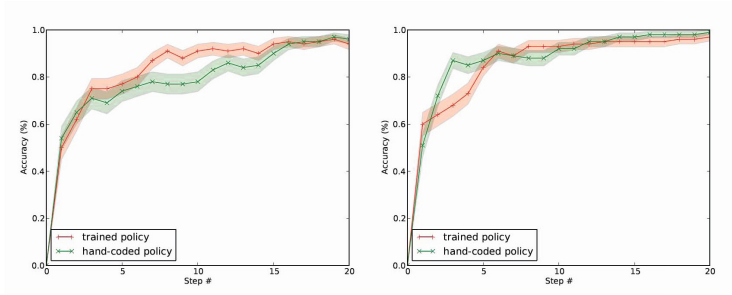 1.0
0.8
0.6
0.4
0.2
0.0
Accuracy (%)
trained policy
hand-coded policy
0 5 10 15 20
Step #
1.0
0.8
0.6
0.4
0.2
0.0
Accuracy (%)
trained policy
hand-coded policy
0 5 10 15 20
Step #